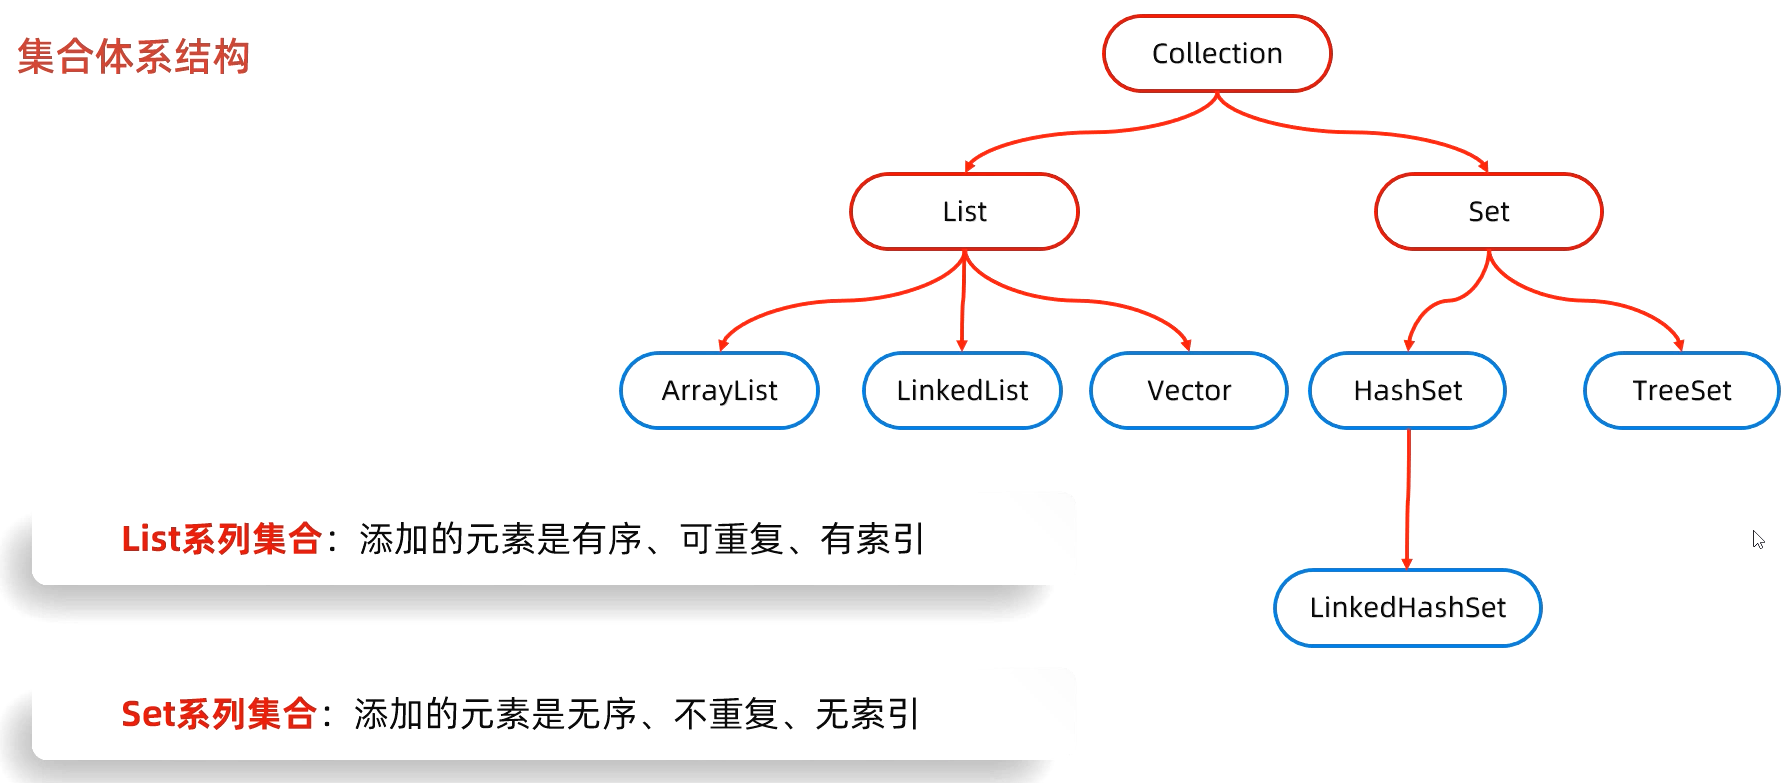 集合体系结构
Collection
List
Set
ArrayList
LinkedList
Vector
HashSet
TreeSet
LinkedHashSet
List系列集合：添加的元素是有序、可重复、有索引
Set系列集合：添加的元素是无序、不重复、无索引